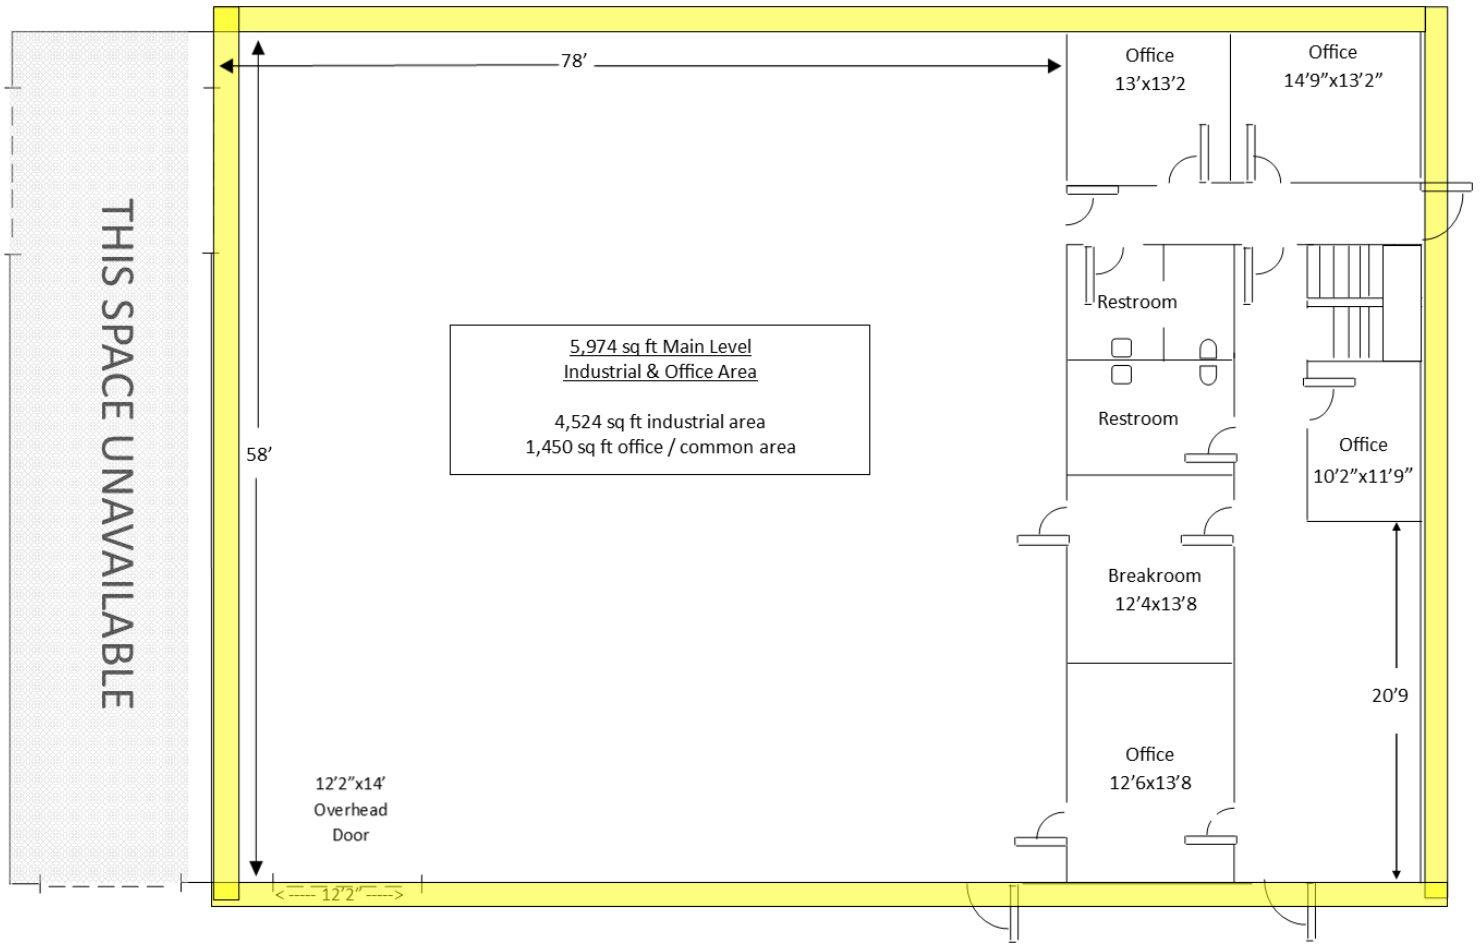 78’
Office
13’x13’2
Office
14’9”x13’2”
THIS SPACE UNAVAILABLE
Restroom
5,974 sq ft Main Level
Industrial & Office Area
4,524 sq ft industrial area
1,450 sq ft office / common area
Restroom
58’
Office
10’2”x11’9”
Breakroom
12’4x13’8
20’9
Office
12’6x13’8
12’2”x14’
Overhead
Door
< ----- 12’2” ----->